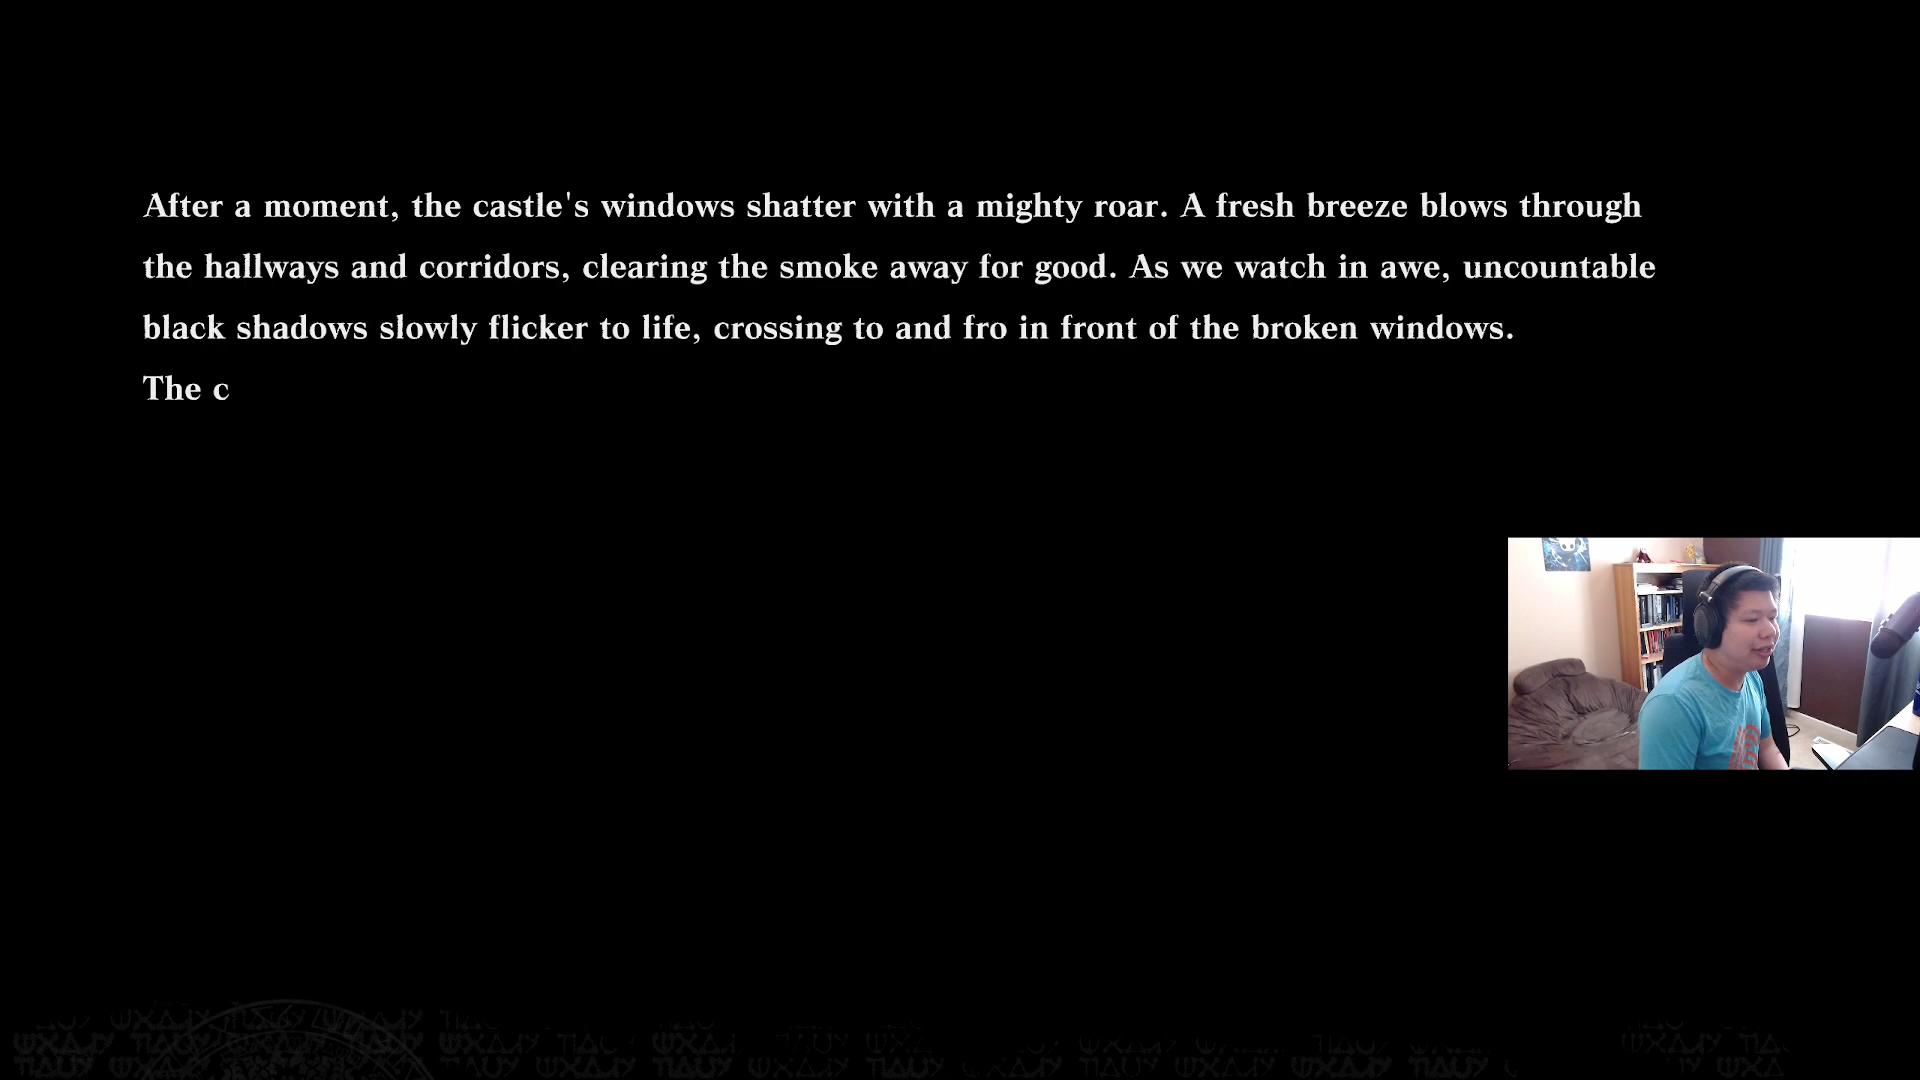 After a moment, the castle's windows shatter with a mighty roar. A fresh breeze blows through
the hallways and corridors, clearing the smoke away for good. As we watch in awe, uncountable
black shadows slowly flicker to life, crossing to and fro in front of the broken windows.
The c